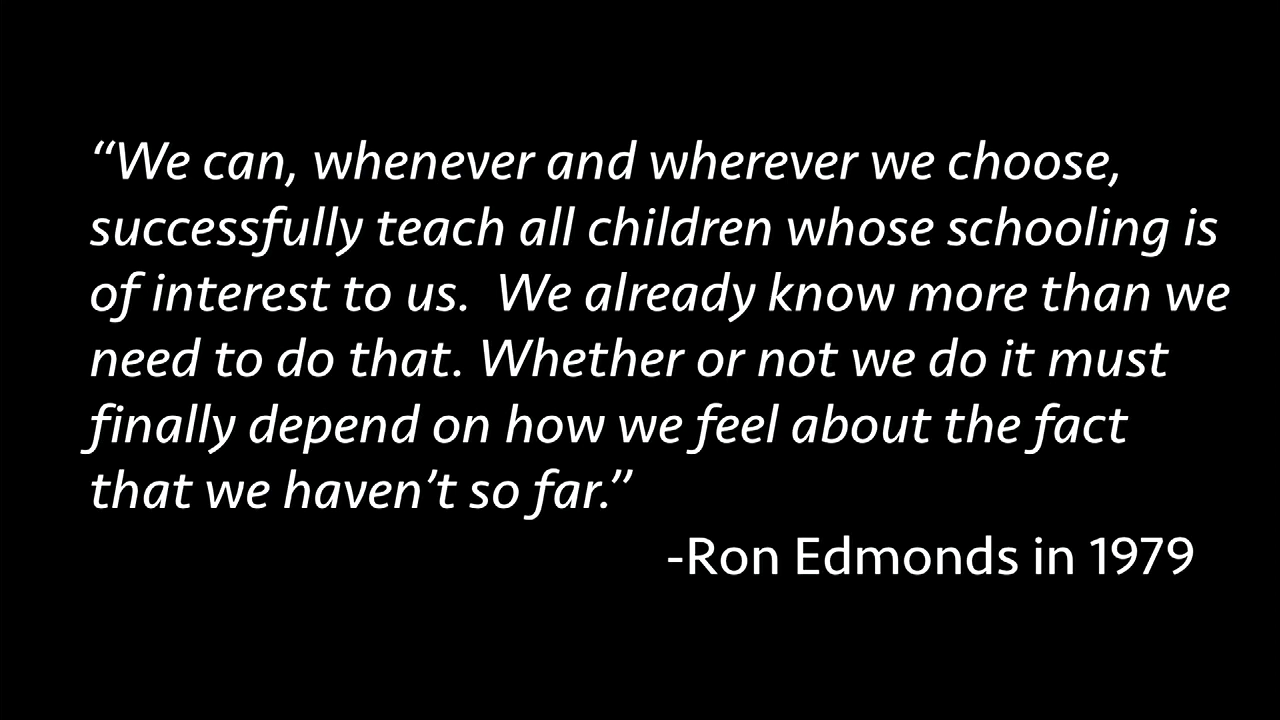 “We can, whenever and wherever we choose,
successfully teach all children whose schooling is
of interest to us.  We already know more than we
need to do that. Whether or not we do it must
finally depend on how we feel about the fact
that we haven’t so far.”
-Ron Edmonds in 1979